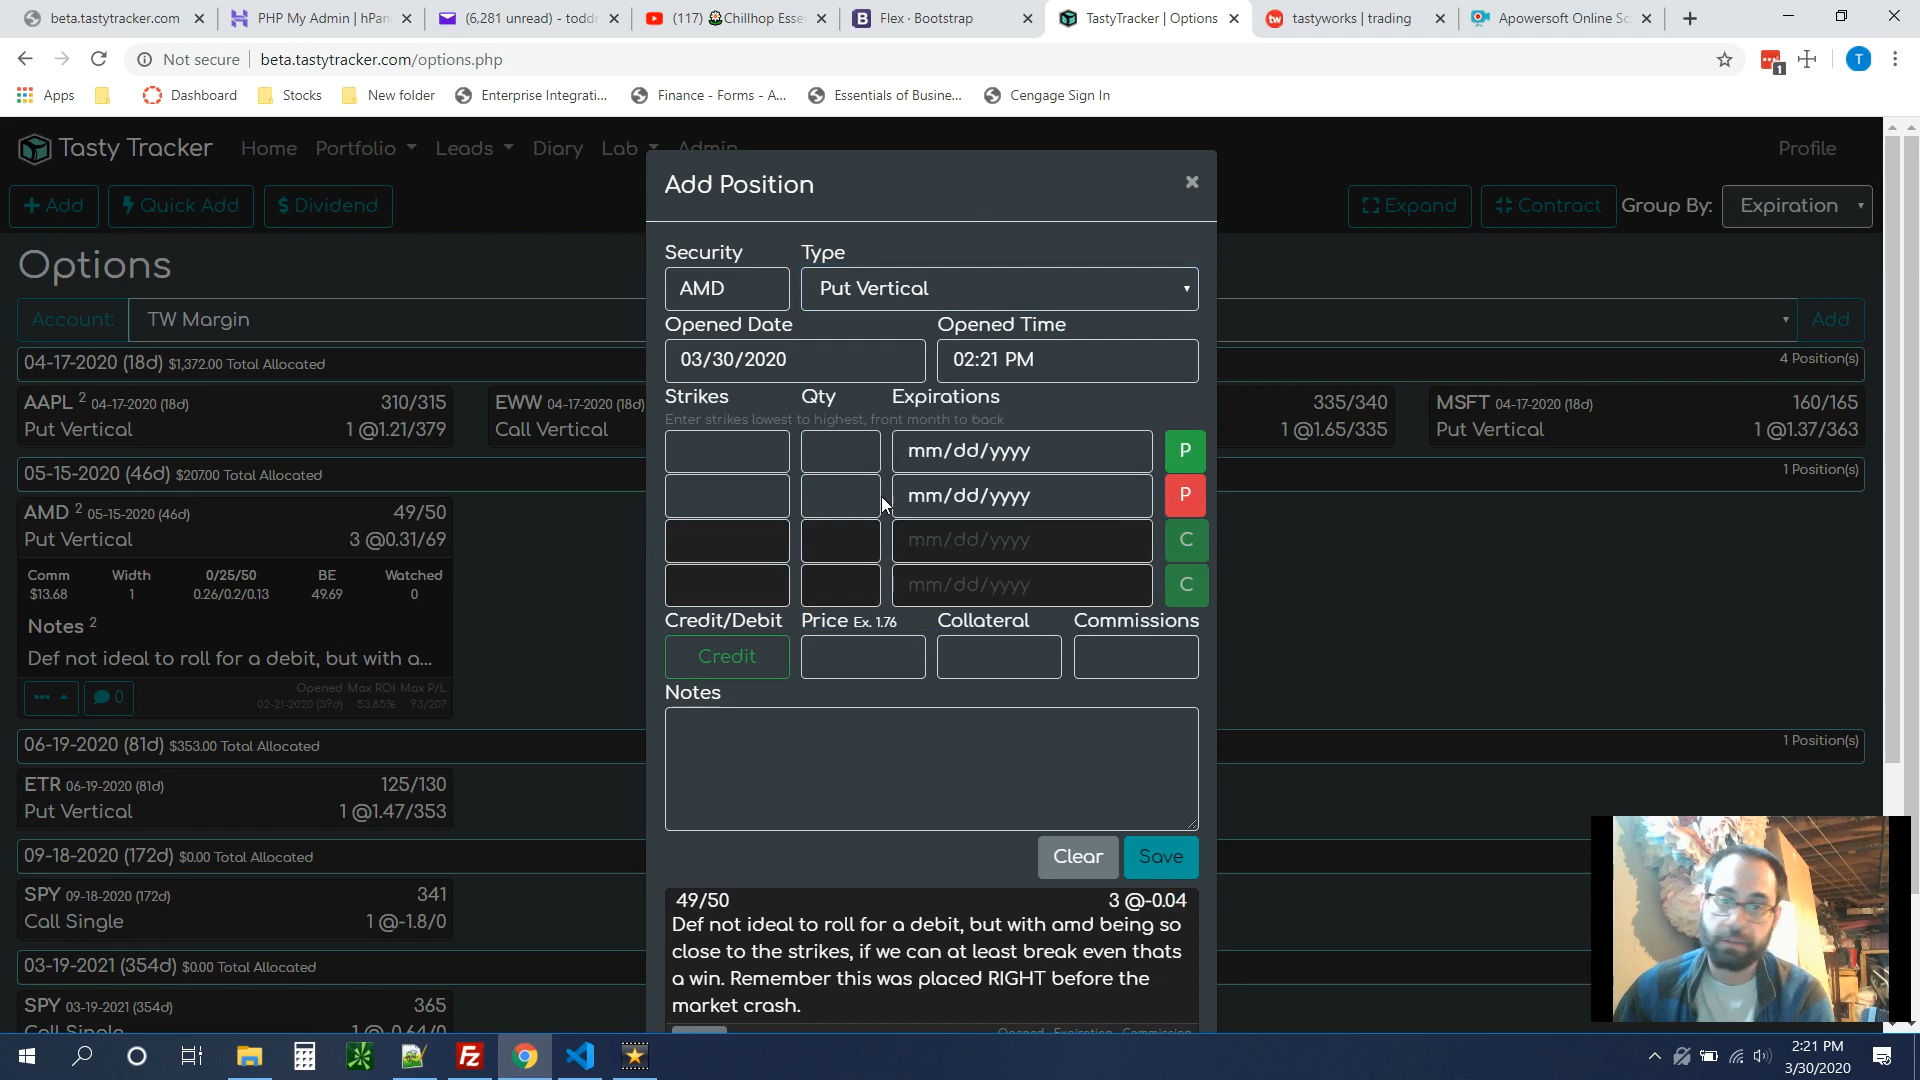 beta.tastytracker.com
PHP My Admin | hPan
(6,281 unread) - toddr
(117) Chillhop Esse
Flex · Bootstrap
TastyTracker | Options
tastyworks | trading
Apowersoft Online Sc
Not secure
beta.tastytracker.com/options.php
1
T
Apps
Dashboard
Stocks
New folder
Enterprise Integrati...
Finance - Forms - A...
Essentials of Busine...
Cengage Sign In
Tasty Tracker
Home
Portfolio
Leads
Diary
Lab
Admin
Profile
Add
Quick Add
$ Dividend
Expand
Contract
Group By:
Expiration
Options
Account:
TW Margin
Add
04-17-2020 (18d) $1,372.00 Total Allocated
4 Position(s)
AAPL 2 04-17-2020 (18d) 310/315
Put Vertical 1 @1.21/379
EWW 04-17-2020 (18d)
Call Vertical
335/340
1 @1.65/335
MSFT 04-17-2020 (18d) 160/165
Put Vertical 1 @1.37/363
05-15-2020 (46d) $207.00 Total Allocated
1 Position(s)
AMD 2 05-15-2020 (46d) 49/50
Put Vertical 3 @0.31/69
Comm Width 0/25/50 BE Watched
$13.68 1 0.26/0.2/0.13 49.69 0
Notes 2
Def not ideal to roll for a debit, but with a...
0
Opened Max ROI Max P/L
02-21-2020 (39d) 53.85% 93/207
06-19-2020 (81d) $353.00 Total Allocated
1 Position(s)
ETR 06-19-2020 (81d) 125/130
Put Vertical 1 @1.47/353
09-18-2020 (172d) $0.00 Total Allocated
SPY 09-18-2020 (172d) 341
Call Single 1 @-1.8/0
03-19-2021 (354d) $0.00 Total Allocated
SPY 03-19-2021 (354d) 365
Call Single 1 @-0.64/0
Add Position
×
Security Type
AMD Put Vertical
Opened Date Opened Time
03/30/2020 02:21 PM
Strikes Qty Expirations
Enter strikes lowest to highest, front month to back
mm/dd/yyyy P
mm/dd/yyyy P
mm/dd/yyyy C
mm/dd/yyyy C
Credit/Debit Price Ex. 1.76 Collateral Commissions
Credit
Notes
Clear Save
49/50 3 @-0.04
Def not ideal to roll for a debit, but with amd being so
close to the strikes, if we can at least break even thats
a win. Remember this was placed RIGHT before the
market crash.
Opened Expiration Commission
2:21 PM
3/30/2020